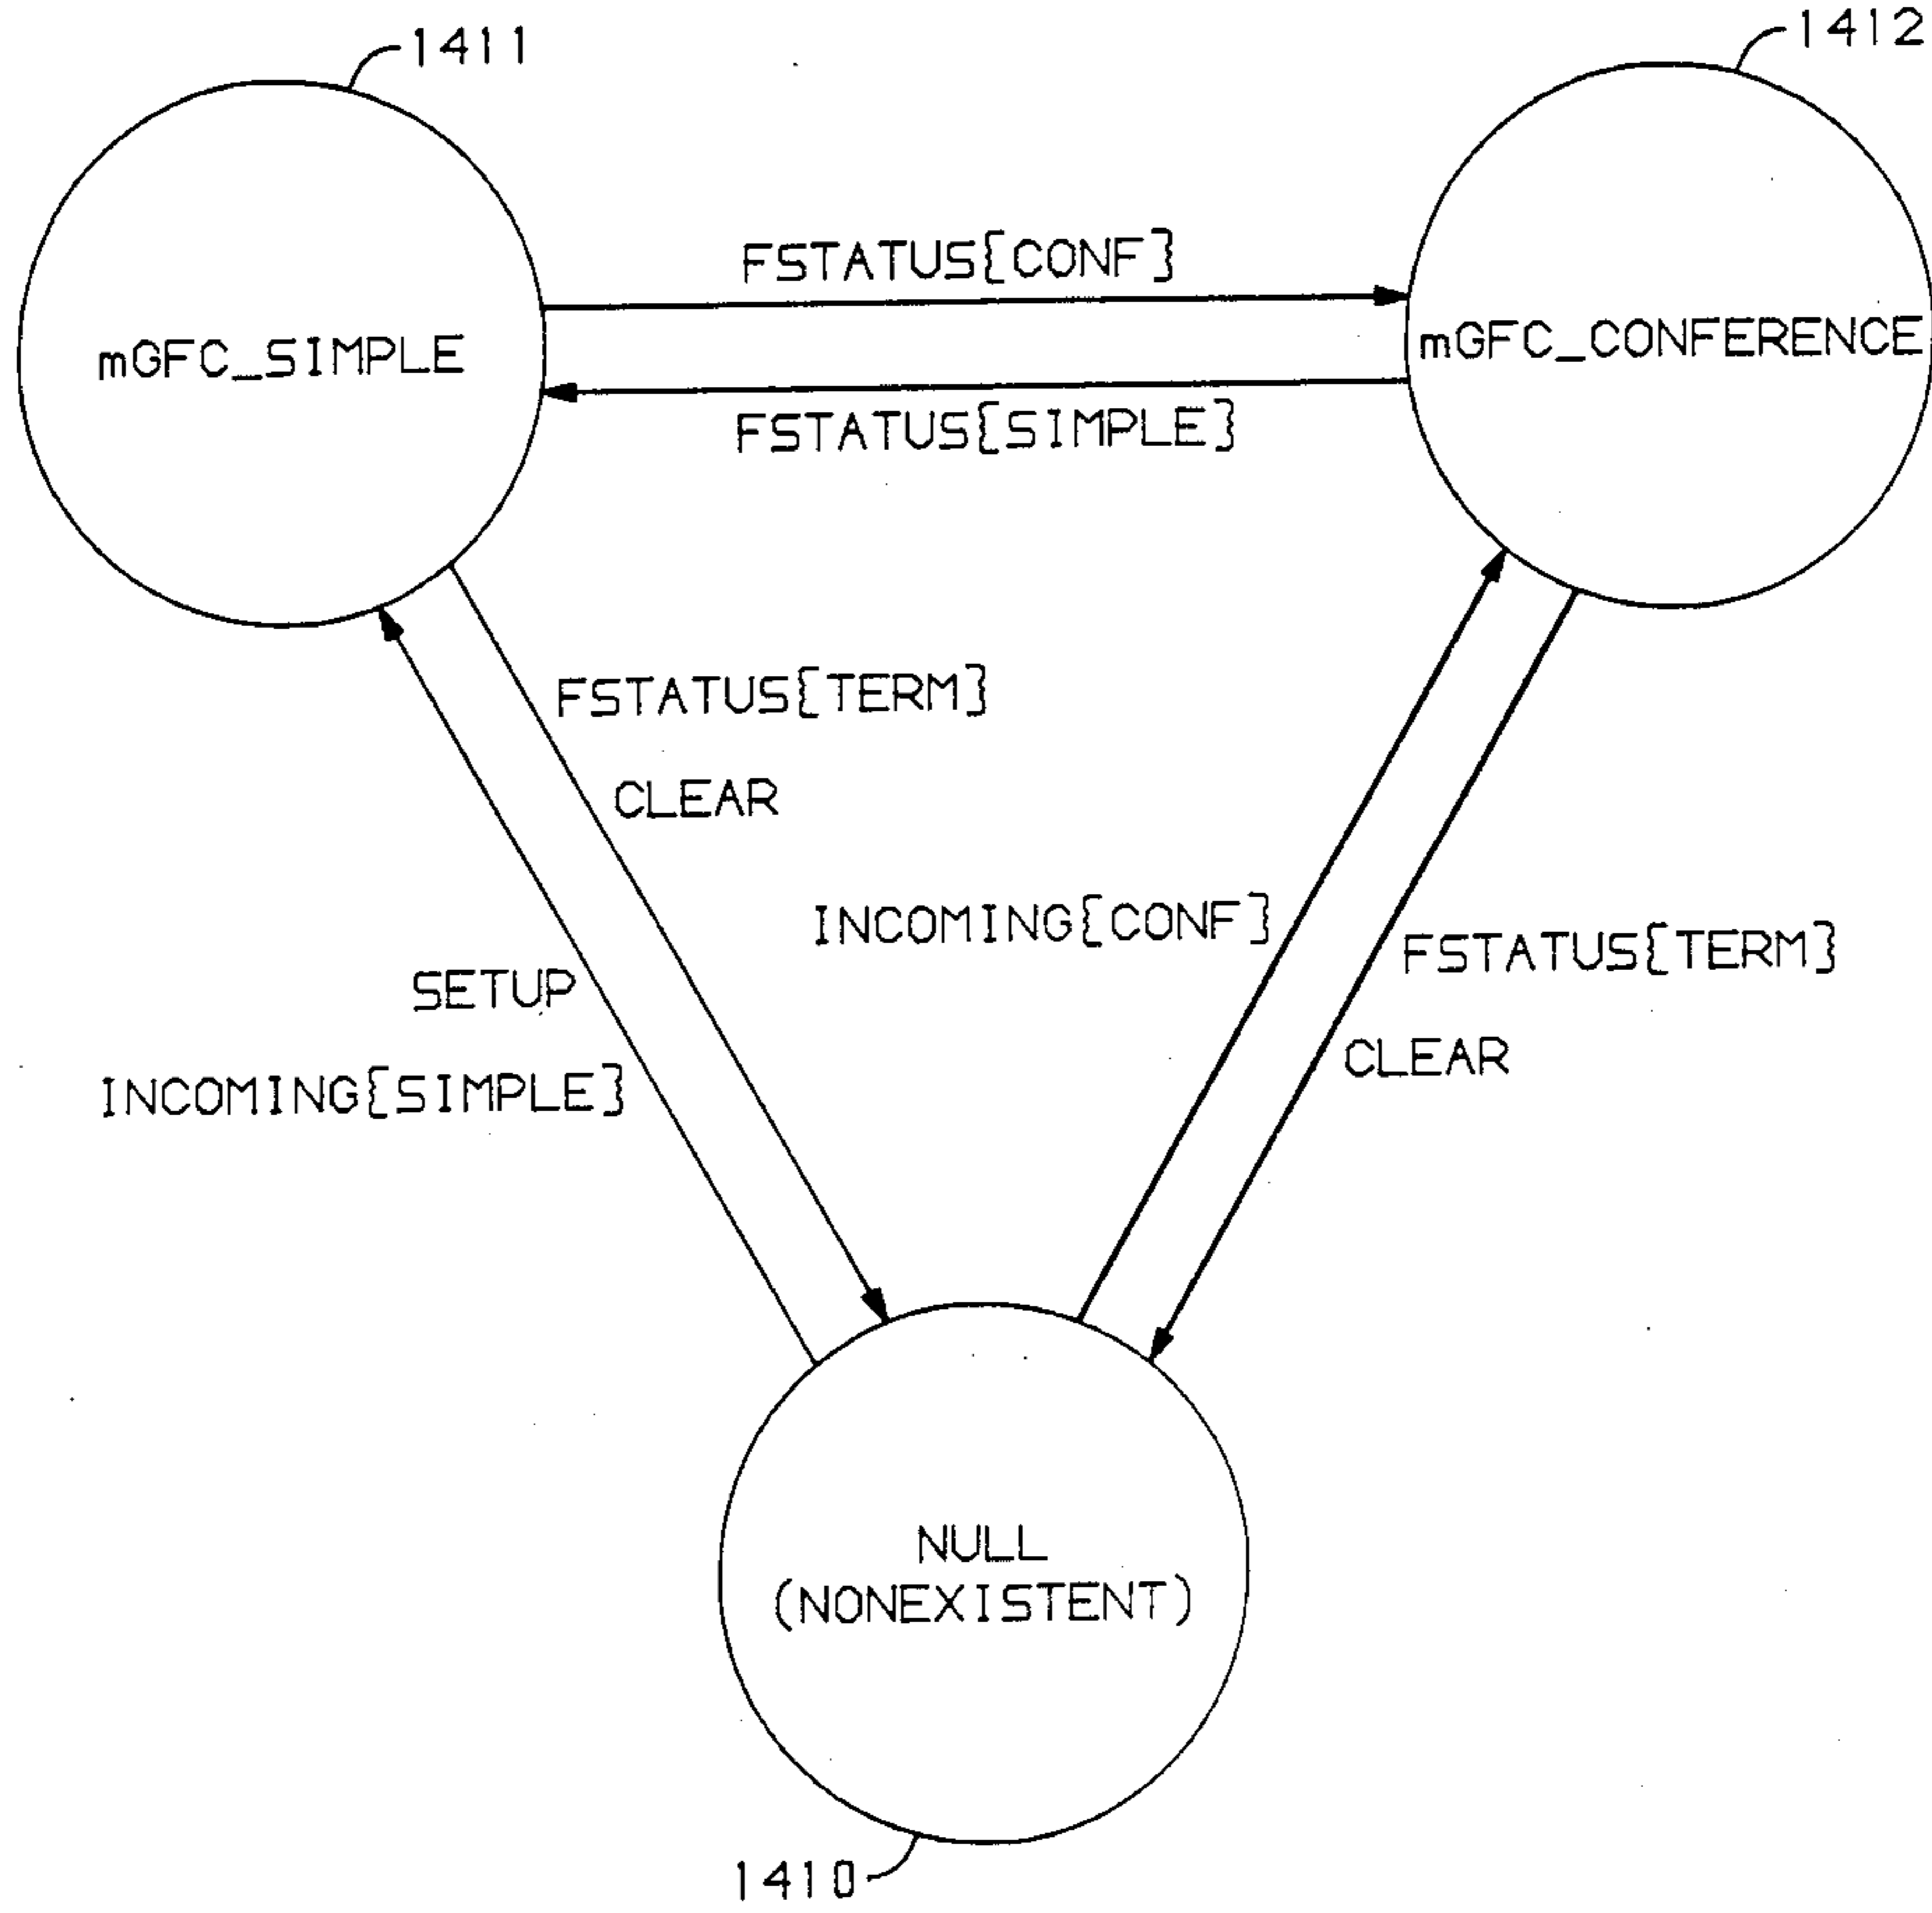 1411
1412
FSTATUS{CONF}
mGFC_SIMPLE
mGFC_CONFERENCE
FSTATUS{SIMPLE}
FSTATUS{TERM}
CLEAR
INCOMING{CONF}
FSTATUS{TERM}
SETUP
CLEAR
INCOMING{SIMPLE}
NULL
(NONEXISTENT)
1410